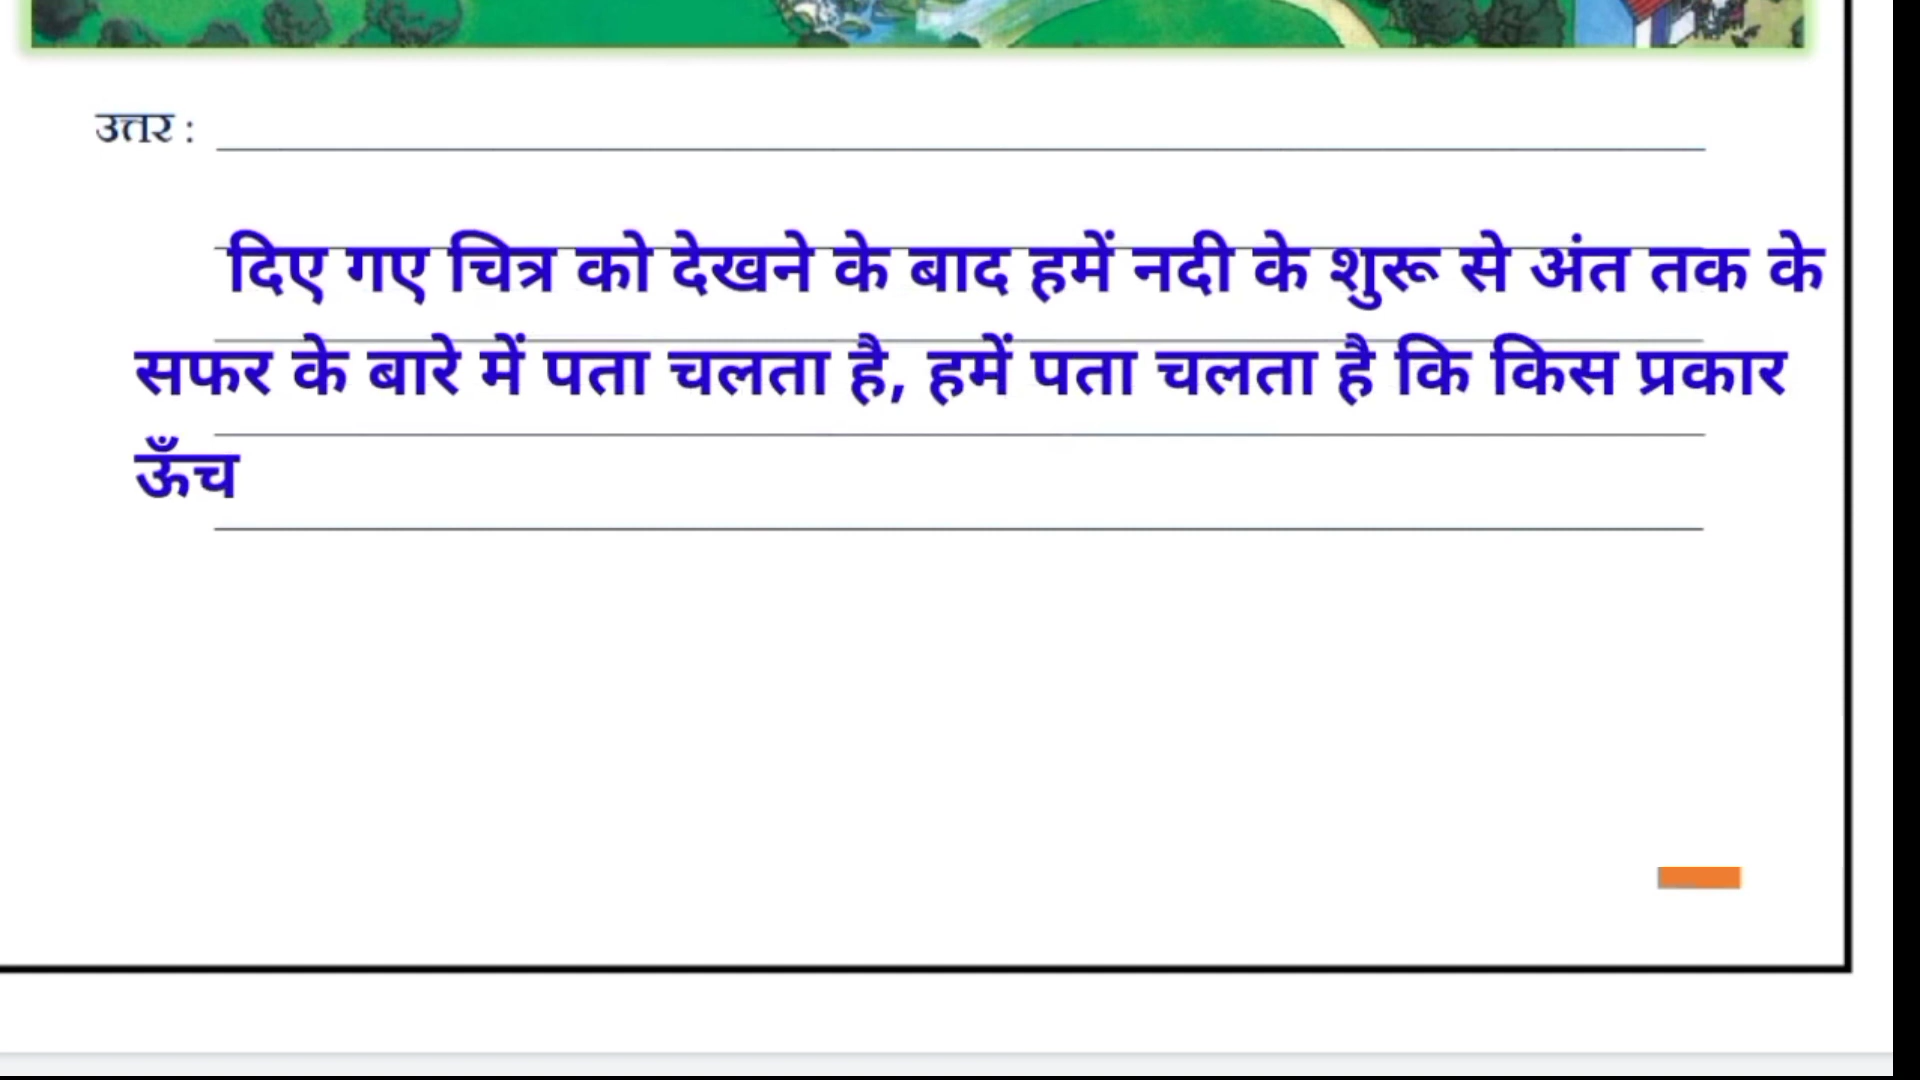 उत्तर :
दिए गए चित्र को देखने के बाद हमें नदी के शुरू से अंत तक के
सफर के बारे में पता चलता है, हमें पता चलता है कि किस प्रकार
ऊँच